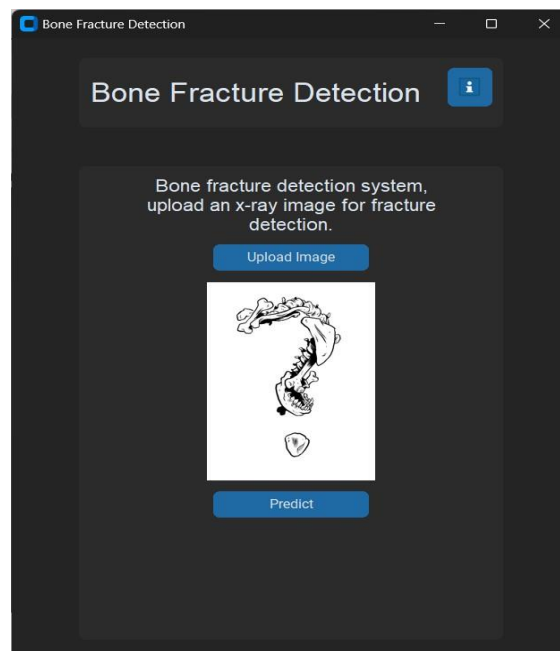 Bone Fracture Detection
Bone Fracture Detection
i
Bone fracture detection system,
upload an x-ray image for fracture
detection.
Upload Image
Predict